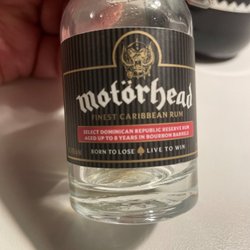 Motörhead
FINEST CARIBBEAN RUM
SELECT DOMINICAN REPUBLIC RESERVE RUM
AGED UP TO 8 YEARS IN BOURBON BARRELS
BORN TO LOSE LIVE TO WIN